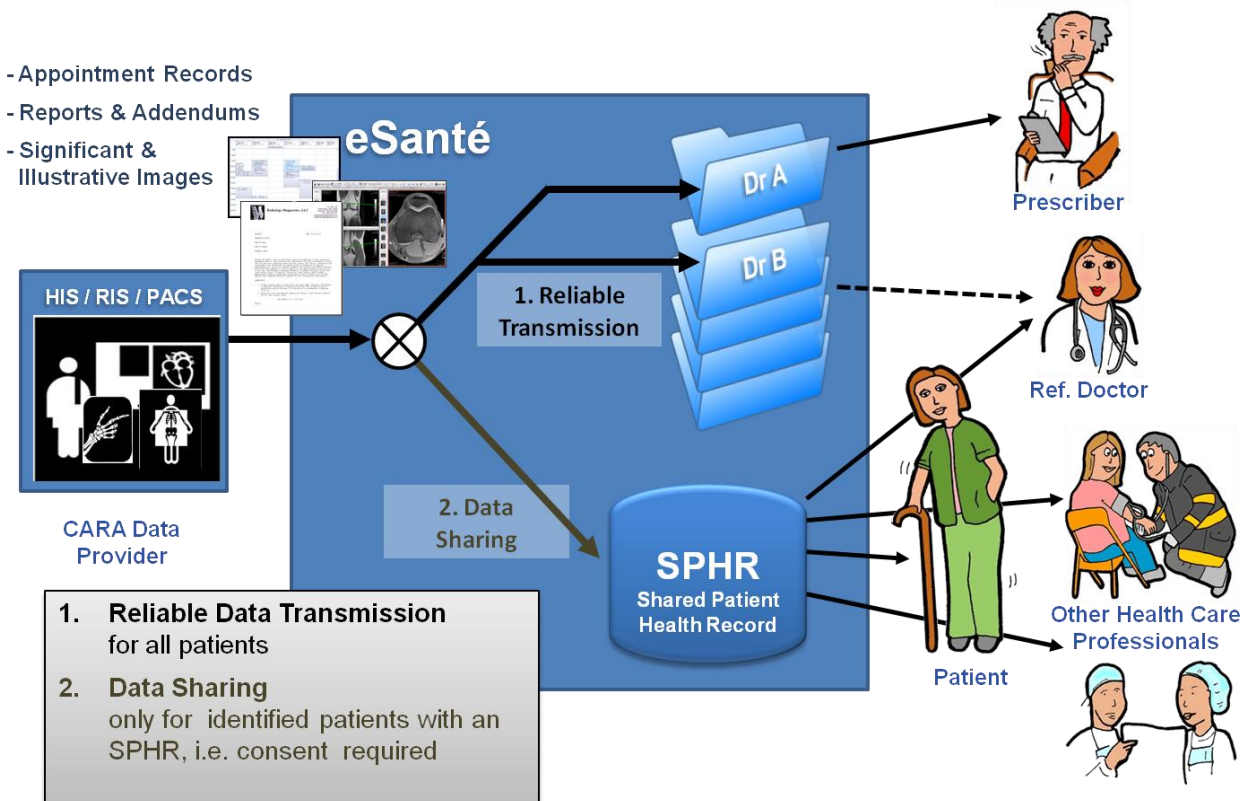 - Appointment Records
- Reports & Addendums
- Significant &
Illustrative Images
eSanté
Dr A
Dr B
1. Reliable
Transmission
Prescriber
Ref. Doctor
HIS / RIS / PACS
CARA Data
Provider
2. Data
Sharing
SPHR
Shared Patient
Health Record
Other Health Care
Professionals
Patient
1. Reliable Data Transmission
for all patients
2. Data Sharing
only for identified patients with an
SPHR, i.e. consent required